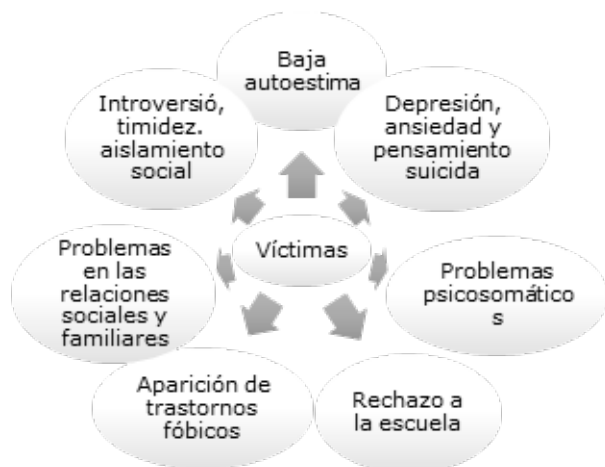 Baja
autoestima
Depresión,
ansiedad y
pensamiento
suicida
Problemas
psicosomático
s
Rechazo a
la escuela
Aparición de
trastornos
fóbicos
Problemas
en las
relaciones
sociales y
familiares
Introversió,
timidez.
aislamiento
social
Víctimas